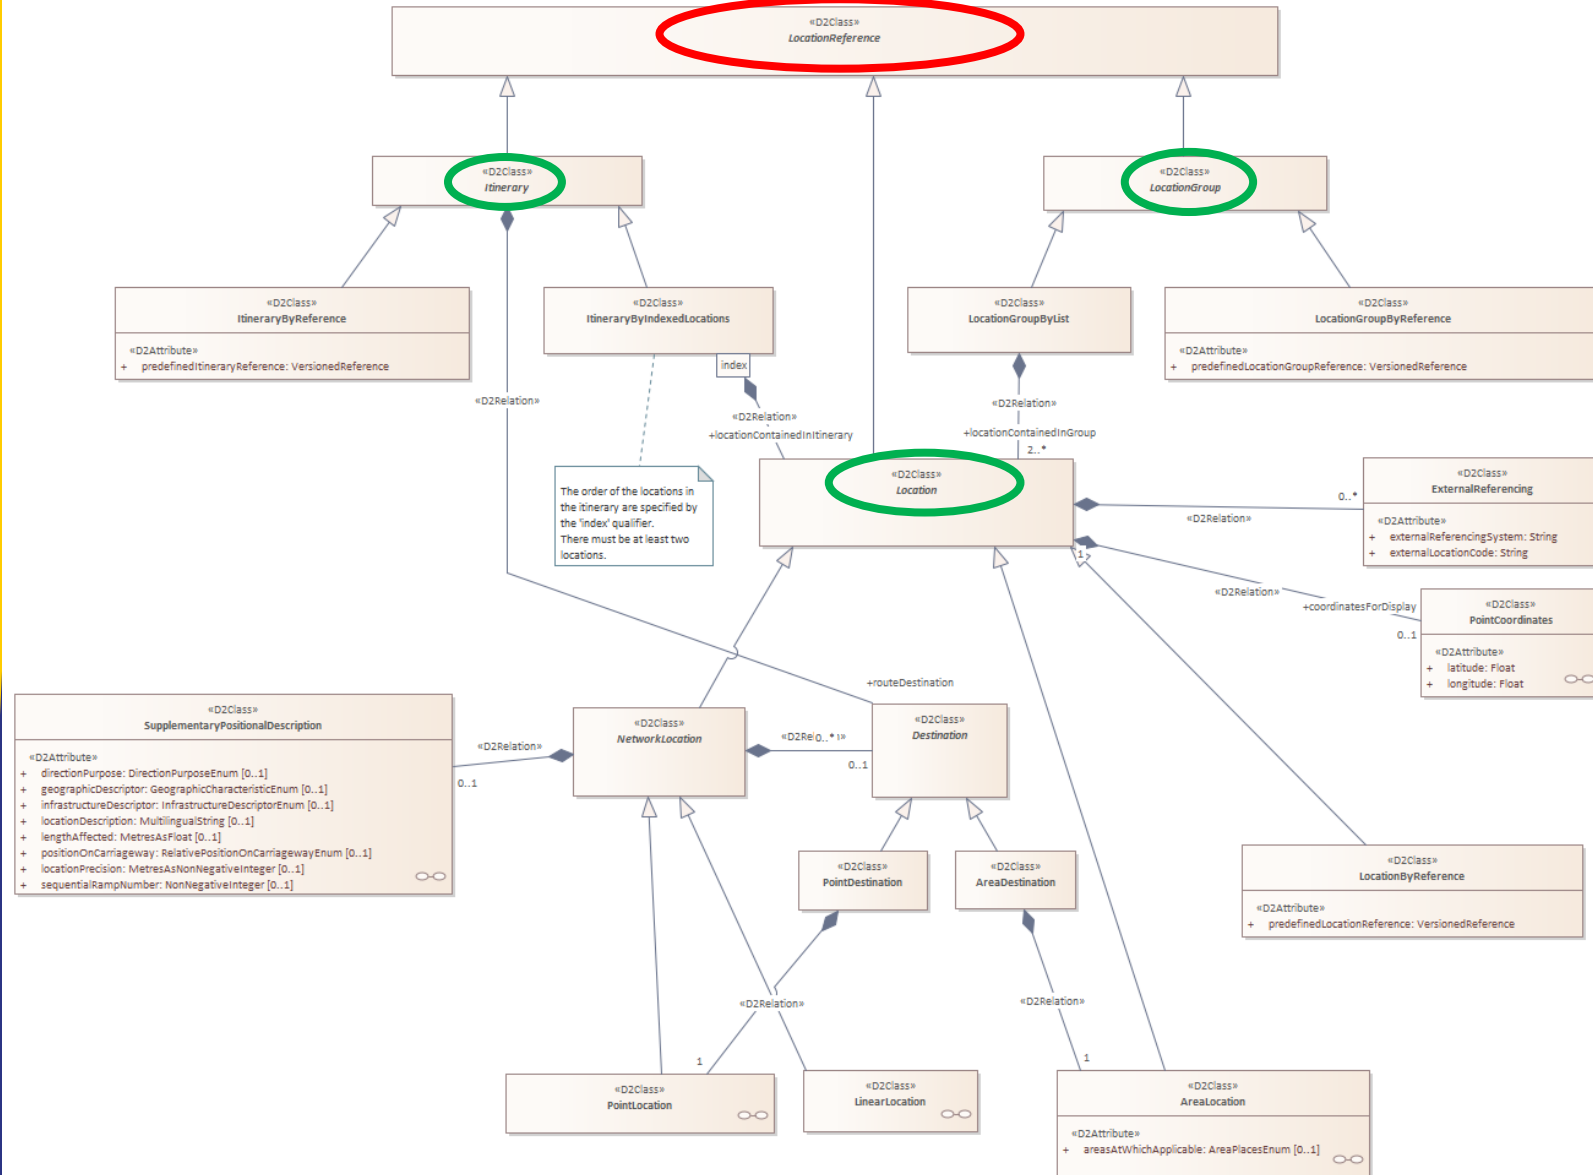 «D2Class»
LocationReference
«D2Class»
Itinerary
«D2Class»
LocationGroup
«D2Class»
ItineraryByReference
«D2Attribute»
+ predefinedItineraryReference: VersionedReference
«D2Class»
ItineraryByIndexedLocations
index
«D2Class»
LocationGroupByList
«D2Class»
LocationGroupByReference
«D2Attribute»
+ predefinedLocationGroupReference: VersionedReference
«D2Relation»
«D2Relation»
+locationContainedInItinerary
«D2Relation»
+locationContainedInGroup
2..*
The order of the locations in
the itinerary are specified by
the 'index' qualifier.
There must be at least two
locations.
«D2Class»
Location
0..*
«D2Relation»
«D2Class»
ExternalReferencing
«D2Attribute»
+ externalReferencingSystem: String
+ externalLocationCode: String
1
«D2Relation»
+coordinatesForDisplay
0..1
«D2Class»
PointCoordinates
«D2Attribute»
+ latitude: Float
+ longitude: Float
+routeDestination
«D2Class»
SupplementaryPositionalDescription
«D2Attribute»
+ directionPurpose: DirectionPurposeEnum [0..1]
+ geographicDescriptor: GeographicCharacteristicEnum [0..1]
+ infrastructureDescriptor: InfrastructureDescriptorEnum [0..1]
+ locationDescription: MultilingualString [0..1]
+ lengthAffected: MetresAsFloat [0..1]
+ positionOnCarriageway: RelativePositionOnCarriagewayEnum [0..1]
+ locationPrecision: MetresAsNonNegativeInteger [0..1]
+ sequentialRampNumber: NonNegativeInteger [0..1]
«D2Relation»
0..1
«D2Class»
NetworkLocation
0..*
0..1
«D2Class»
Destination
«D2Class»
PointDestination
«D2Class»
AreaDestination
«D2Class»
LocationByReference
«D2Attribute»
+ predefinedLocationReference: VersionedReference
«D2Relation»
1
«D2Relation»
1
«D2Class»
PointLocation
«D2Class»
LinearLocation
«D2Class»
AreaLocation
«D2Attribute»
+ areasAtWhichApplicable: AreaPlacesEnum [0..1]